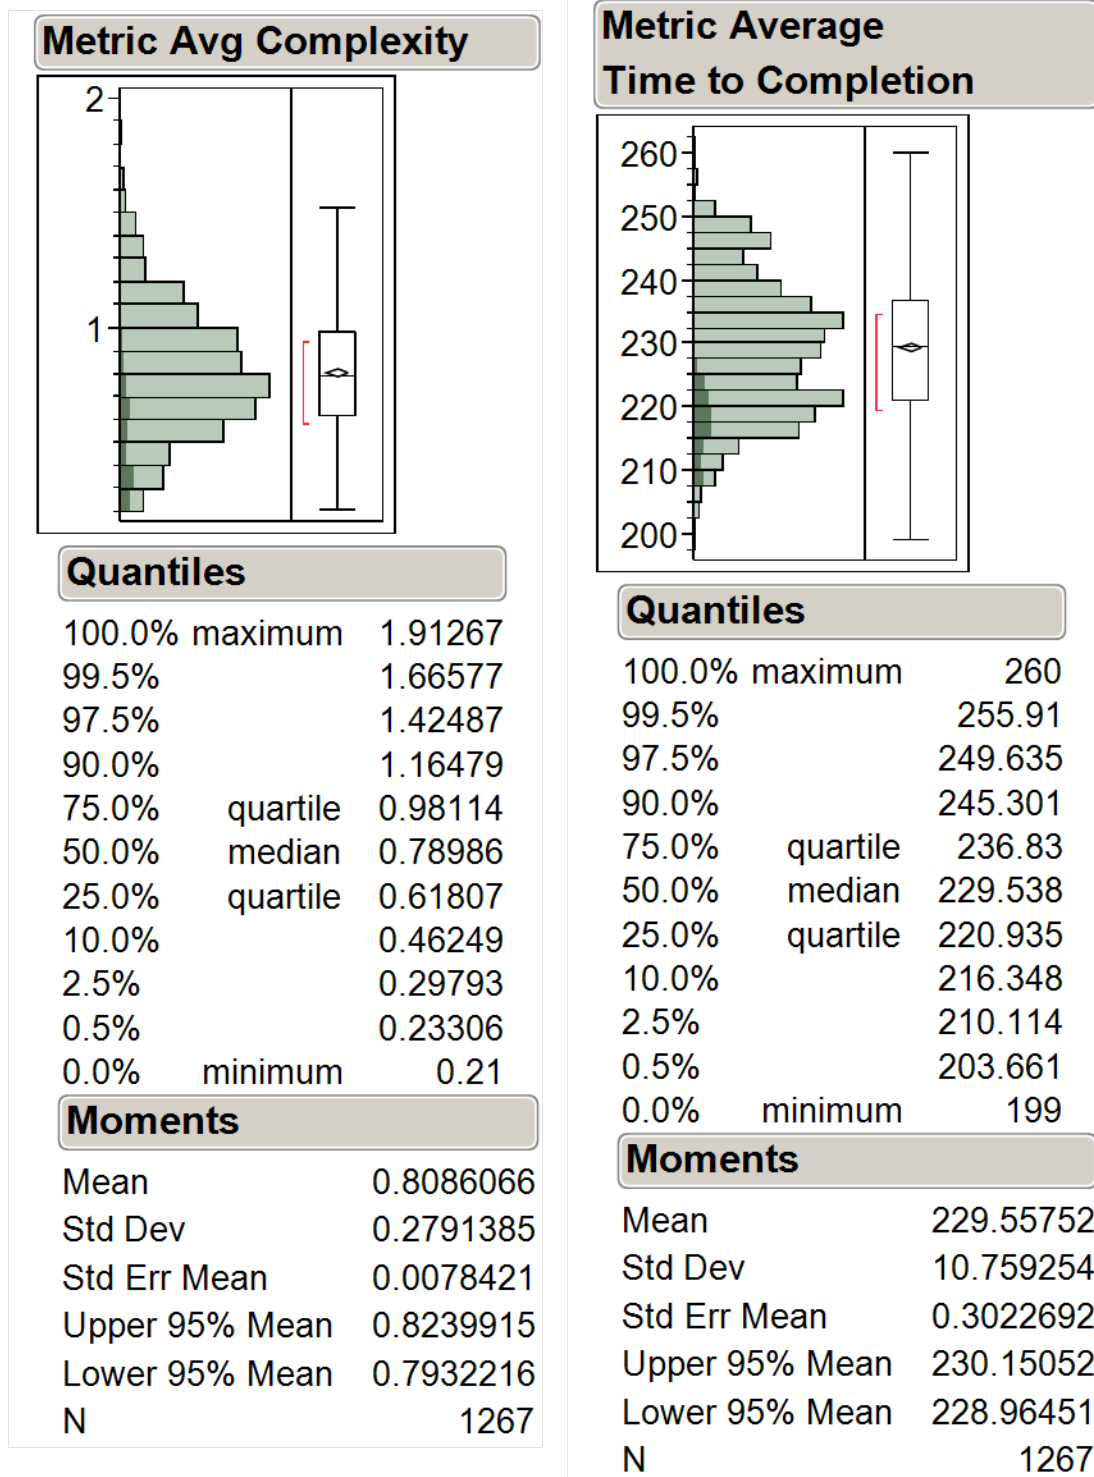 Metric Avg Complexity
2
1
Quantiles
100.0% maximum 1.91267
99.5% 1.66577
97.5% 1.42487
90.0% 1.16479
75.0% quartile 0.98114
50.0% median 0.78986
25.0% quartile 0.61807
10.0% 0.46249
2.5% 0.29793
0.5% 0.23306
0.0% minimum 0.21
Moments
Mean 0.8086066
Std Dev 0.2791385
Std Err Mean 0.0078421
Upper 95% Mean 0.8239915
Lower 95% Mean 0.7932216
N 1267
Metric Average
Time to Completion
260
250
240
230
220
210
200
Quantiles
100.0% maximum 260
99.5% 255.91
97.5% 249.635
90.0% 245.301
75.0% quartile 236.83
50.0% median 229.538
25.0% quartile 220.935
10.0% 216.348
2.5% 210.114
0.5% 203.661
0.0% minimum 199
Moments
Mean 229.55752
Std Dev 10.759254
Std Err Mean 0.3022692
Upper 95% Mean 230.15052
Lower 95% Mean 228.96451
N 1267